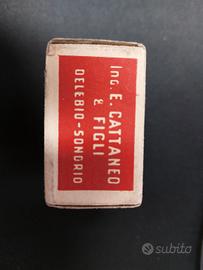 Ing. E. CATTANEO
& FIGLI
DELEBIO-SONDRIO
subito